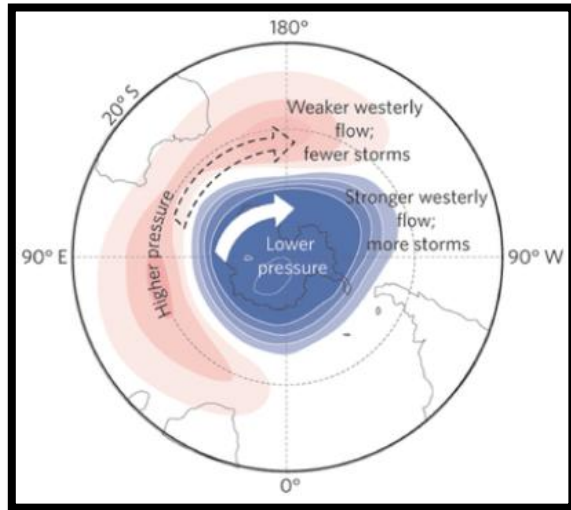 180°
20° S
Weaker westerly
flow;
fewer storms
Stronger westerly
flow;
more storms
Higher pressure
Lower
pressure
90° E
90° W
0°